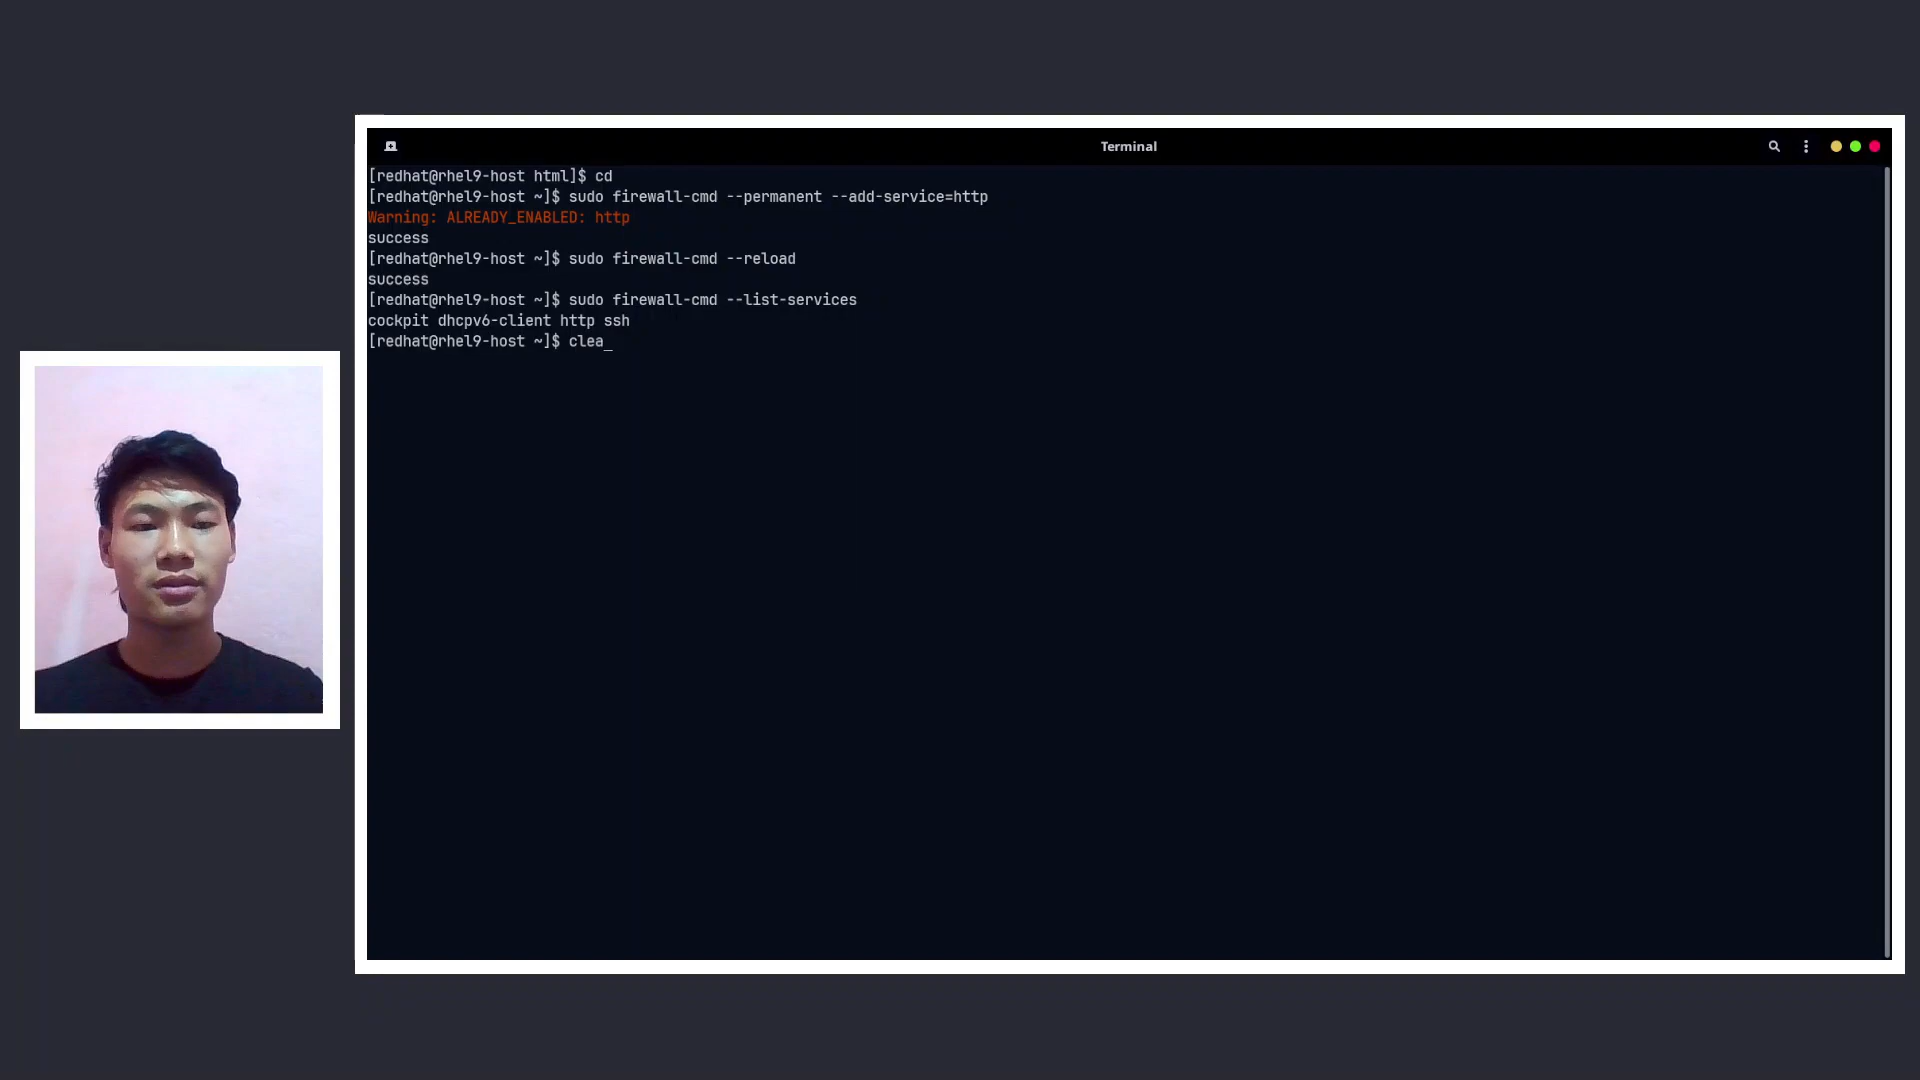 Terminal
[redhat@rhel9-host html]$ cd
[redhat@rhel9-host ~]$ sudo firewall-cmd --permanent --add-service=http
Warning: ALREADY_ENABLED: http
success
[redhat@rhel9-host ~]$ sudo firewall-cmd --reload
success
[redhat@rhel9-host ~]$ sudo firewall-cmd --list-services
cockpit dhcpv6-client http ssh
[redhat@rhel9-host ~]$ clea_